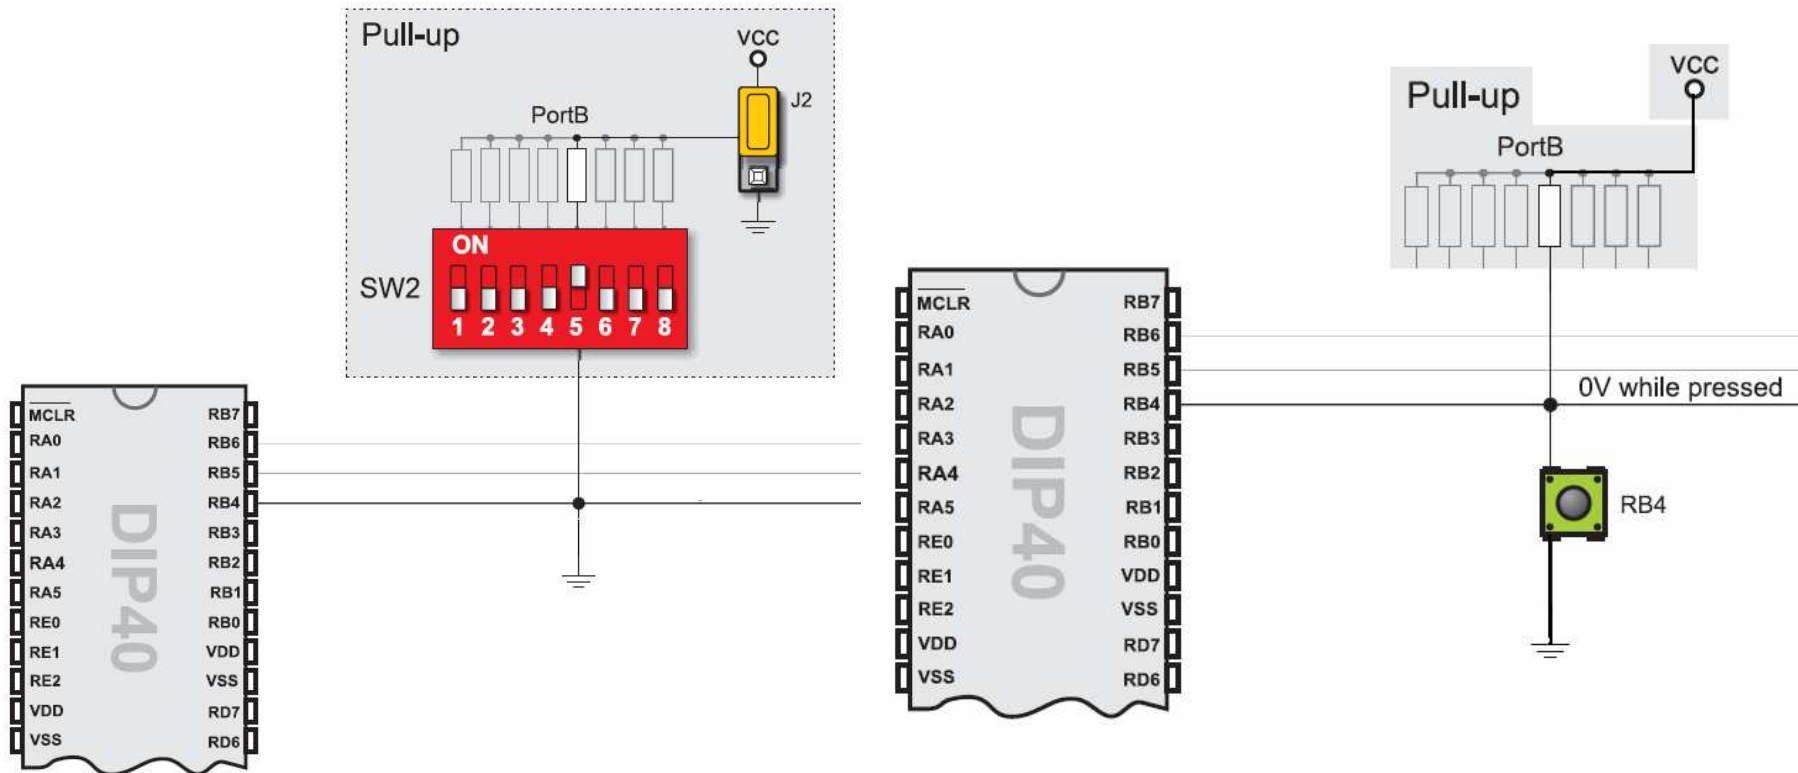 Pull-up
VCC
J2
PortB
ON
SW2
1 2 3 4 5 6 7 8
MCLR RB7
RA0 RB6
RA1 RB5
RA2 RB4
RA3 RB3
RA4 RB2
RA5 RB1
RE0 RB0
RE1 VDD
RE2 VSS
VDD RD7
VSS RD6
DIP40
VCC
Pull-up
PortB
MCLR RB7
RA0 RB6
RA1 RB5
RA2 RB4
0V while pressed
RA3 RB3
RA4 RB2
RA5 RB1
RB4
RE0 RB0
RE1 VDD
RE2 VSS
VDD RD7
VSS RD6
DIP40